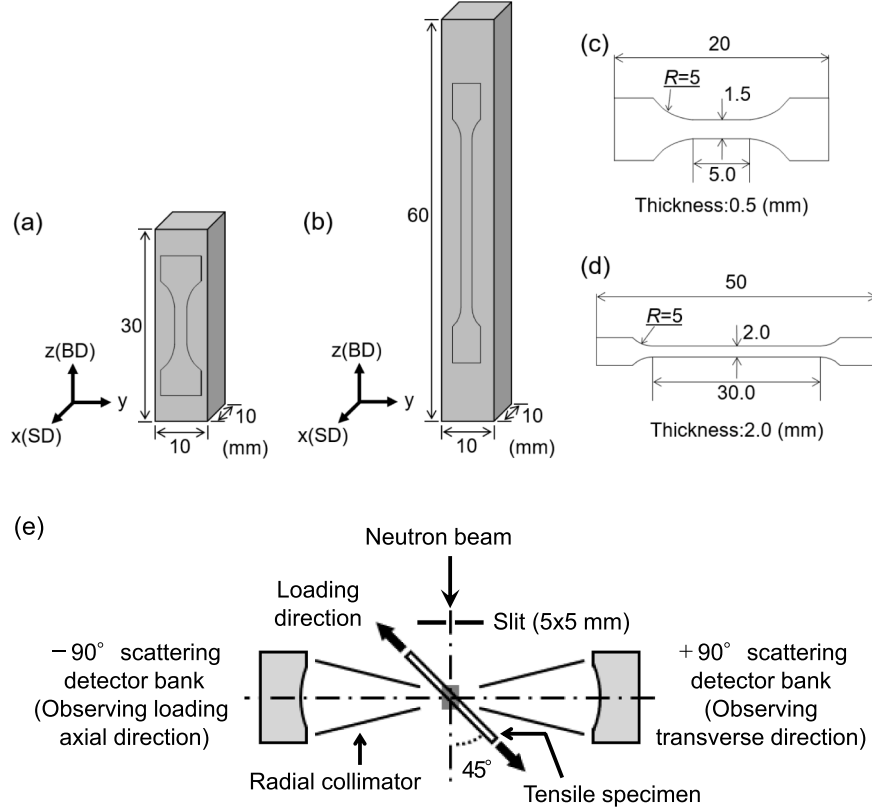 (a)
30
z(BD)
y
x(SD)
10
10
(mm)
(b)
60
z(BD)
y
x(SD)
10
10
(mm)
(c)
20
R=5
1.5
5.0
Thickness:0.5 (mm)
(d)
50
R=5
2.0
30.0
Thickness:2.0 (mm)
(e)
Neutron beam
Loading
direction
Slit (5x5 mm)
−90° scattering
detector bank
(Observing loading
axial direction)
+90° scattering
detector bank
(Observing
transverse direction)
45°
Radial collimator
Tensile specimen